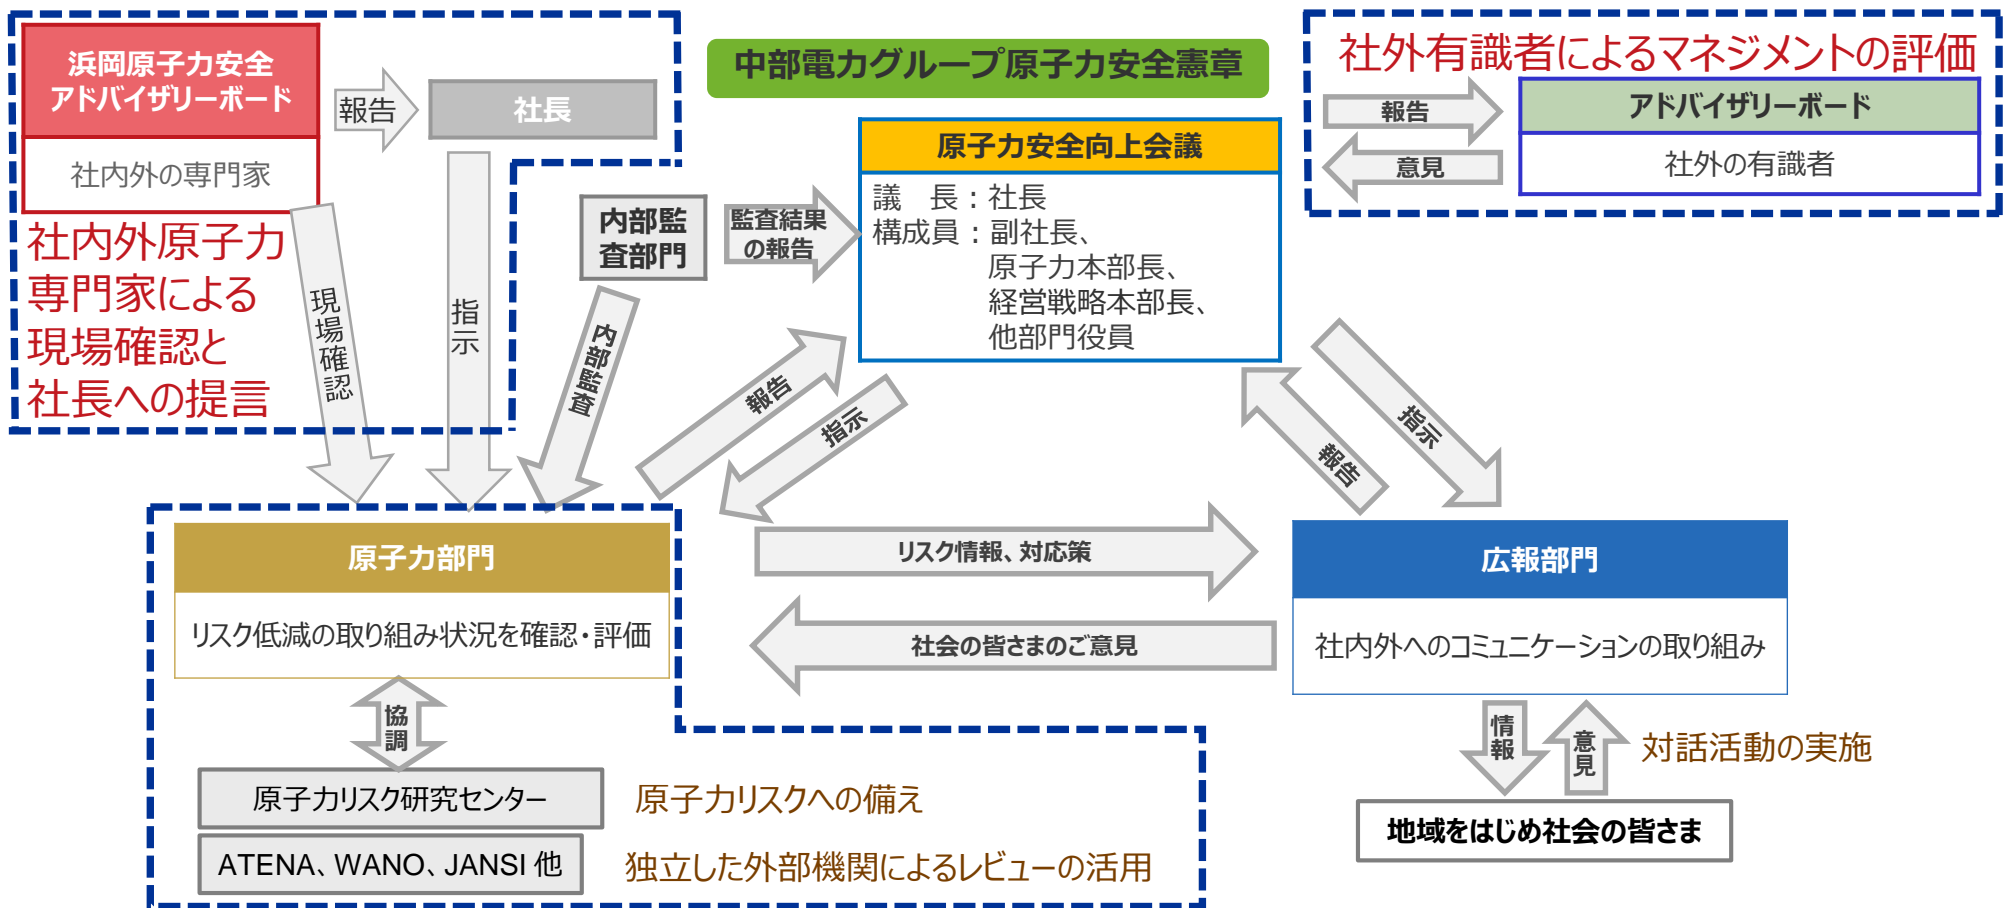 浜岡原子力安全
アドバイザリーボード
社内外の専門家
報告
社長
社内外原子力
専門家による
現場確認と
社長への提言
現場確認
指示
中部電力グループ原子力安全憲章
原子力安全向上会議
議　長：社長
構成員：副社長、
原子力本部長、
経営戦略本部長、
他部門役員
内部監
査部門
監査結果
の報告
内部監査
社外有識者によるマネジメントの評価
報告
意見
アドバイザリーボード
社外の有識者
報告
指示
指示
報告
原子力部門
リスク低減の取り組み状況を確認・評価
リスク情報、対応策
社会の皆さまのご意見
広報部門
社内外へのコミュニケーションの取り組み
協調
原子力リスク研究センター
原子力リスクへの備え
ATENA、WANO、JANSI 他
独立した外部機関によるレビューの活用
情報
意見
対話活動の実施
地域をはじめ社会の皆さま